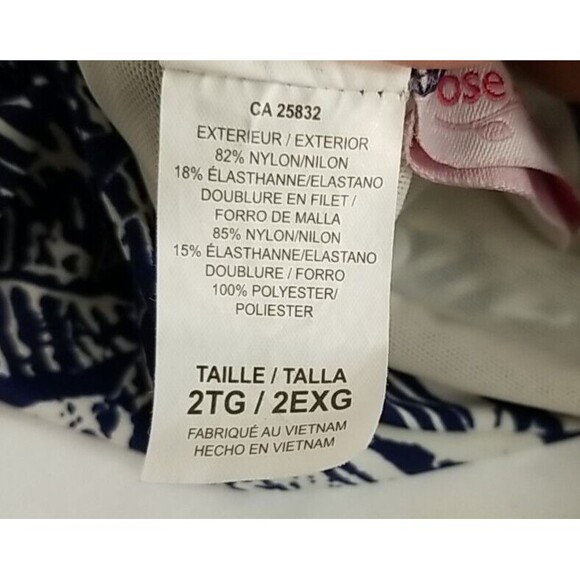 ose
CA 25832
EXTERIEUR / EXTERIOR
82% NYLON/NILON
18% ÉLASTHANNE/ELASTANO
DOUBLURE EN FILET /
FORRO DE MALLA
85% NYLON/NILON
15% ÉLASTHANNE/ELASTANO
DOUBLURE / FORRO
100% POLYESTER/
POLIESTER
TAILLE / TALLA
2TG / 2EXG
FABRIQUÉ AU VIETNAM
HECHO EN VIETNAM